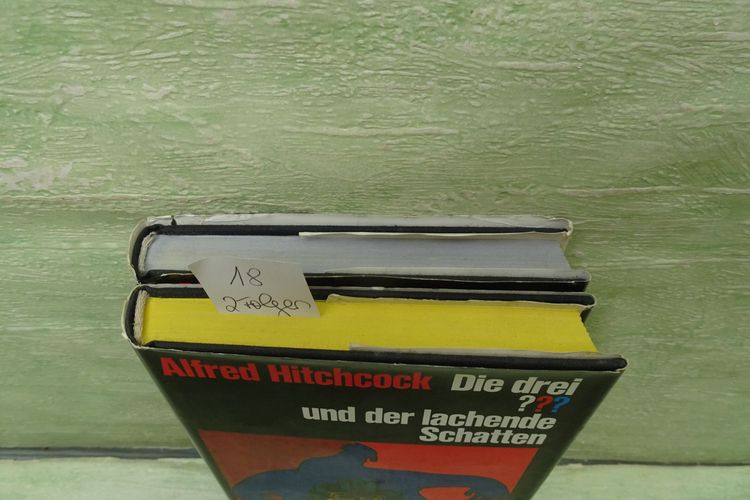 18
2 Folgen
Alfred Hitchcock Die drei
???
und der lachende
Schatten